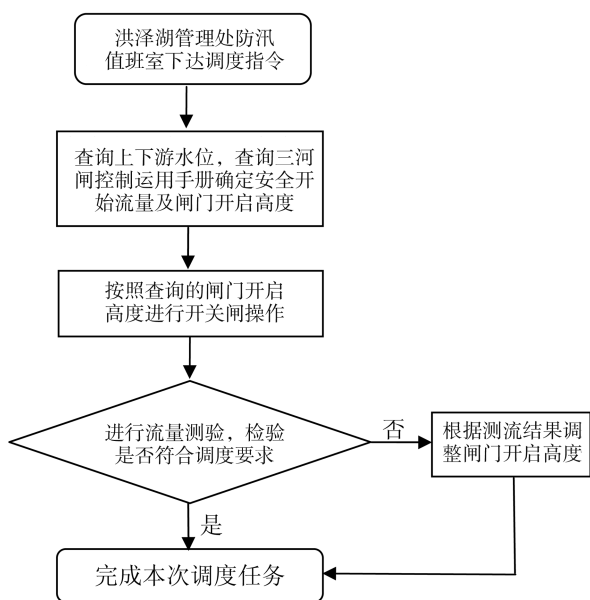 洪泽湖管理处防汛
值班室下达调度指令
查询上下游水位，查询三河
闸控制运用手册确定安全开
始流量及闸门开启高度
按照查询的闸门开启
高度进行开关闸操作
进行流量测验，检验
是否符合调度要求
否
根据测流结果调
整闸门开启高度
是
完成本次调度任务